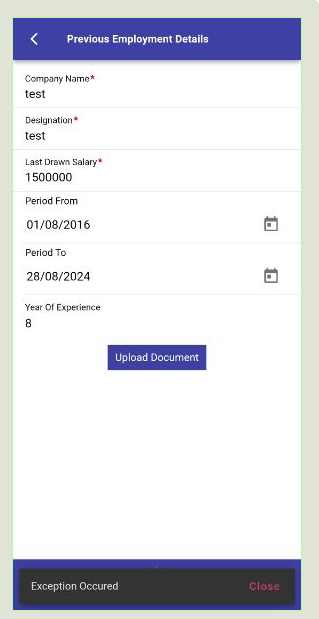 Previous Employment Details
Company Name*
test
Designation*
test
Last Drawn Salary*
1500000
Period From
01/08/2016
Period To
28/08/2024
Year Of Experience
8
Upload Document
Exception Occured
Close